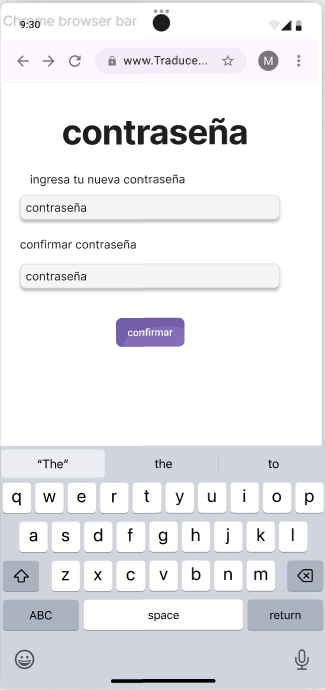 Chrome browser bar
9:30
www.Traduce... M
contraseña
ingresa tu nueva contraseña
contraseña
confirmar contraseña
contraseña
confirmar
“The” the to
q w e r t y u i o p
a s d f g h j k l
z x c v b n m
ABC space return